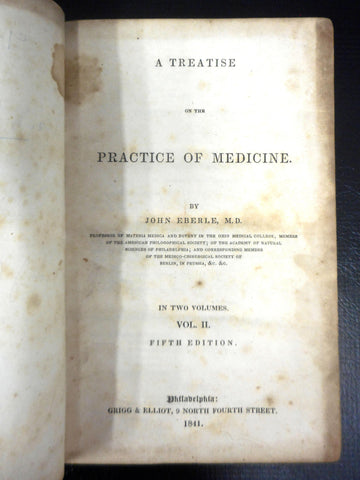 A TREATISE
ON THE
PRACTICE OF MEDICINE.
BY
JOHN EBERLE, M.D.
PROFESSOR OF MATERIA MEDICA AND BOTANY IN THE OHIO MEDICAL COLLEGE, MEMBER
OF THE AMERICAN PHILOSOPHICAL SOCIETY; OF THE ACADEMY OF NATURAL
SCIENCES OF PHILADELPHIA; AND CORRESPONDING MEMBER
OF THE MEDICO-CHIRURGICAL SOCIETY OF
BERLIN, IN PRUSSIA, &C. &C.
IN TWO VOLUMES.
VOL. II.
FIFTH EDITION.
Philadelphia:
GRIGG & ELLIOT, 9 NORTH FOURTH STREET.
1841.